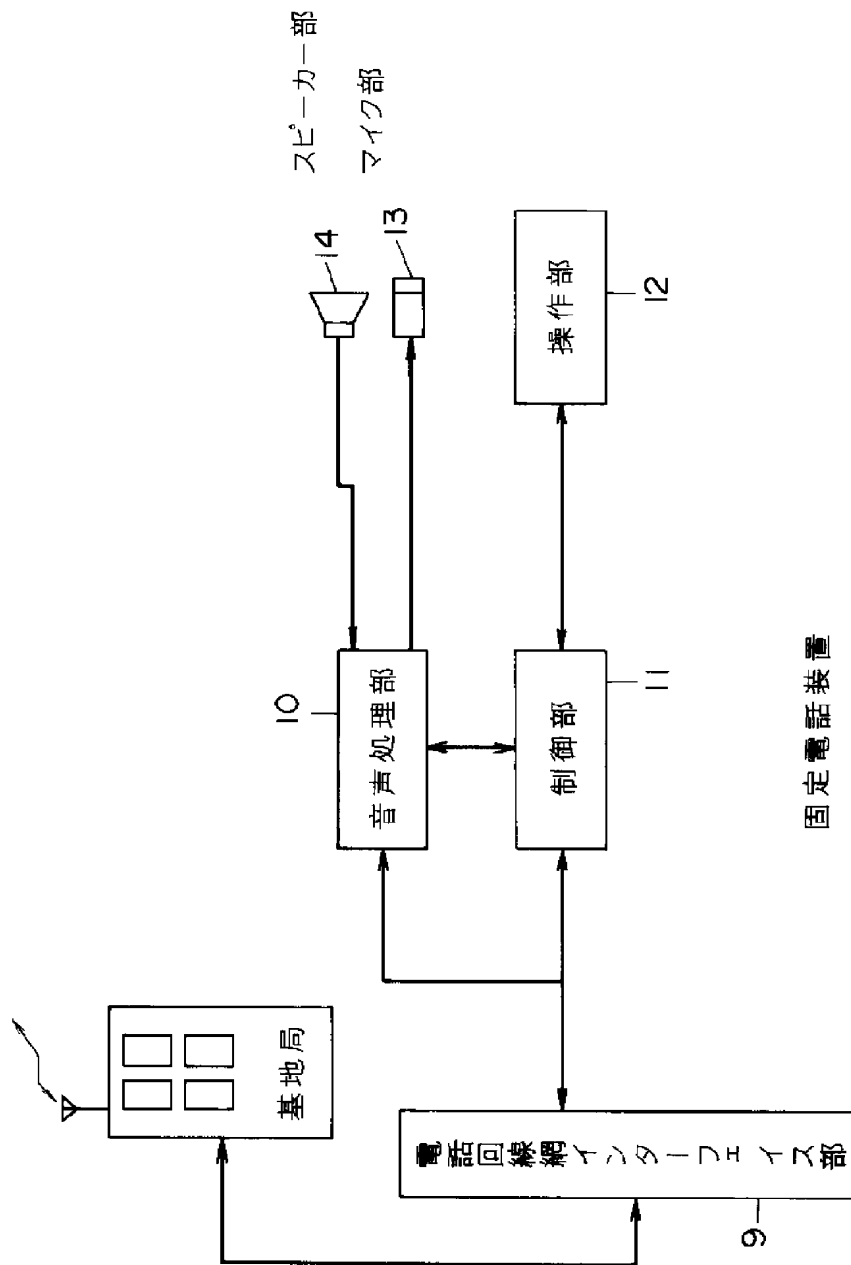 スピーカー部
マイク部
14
13
10
音声処理部
操作部
12
制御部
11
基地局
電話回線網インターフェイス部
9
固定電話装置